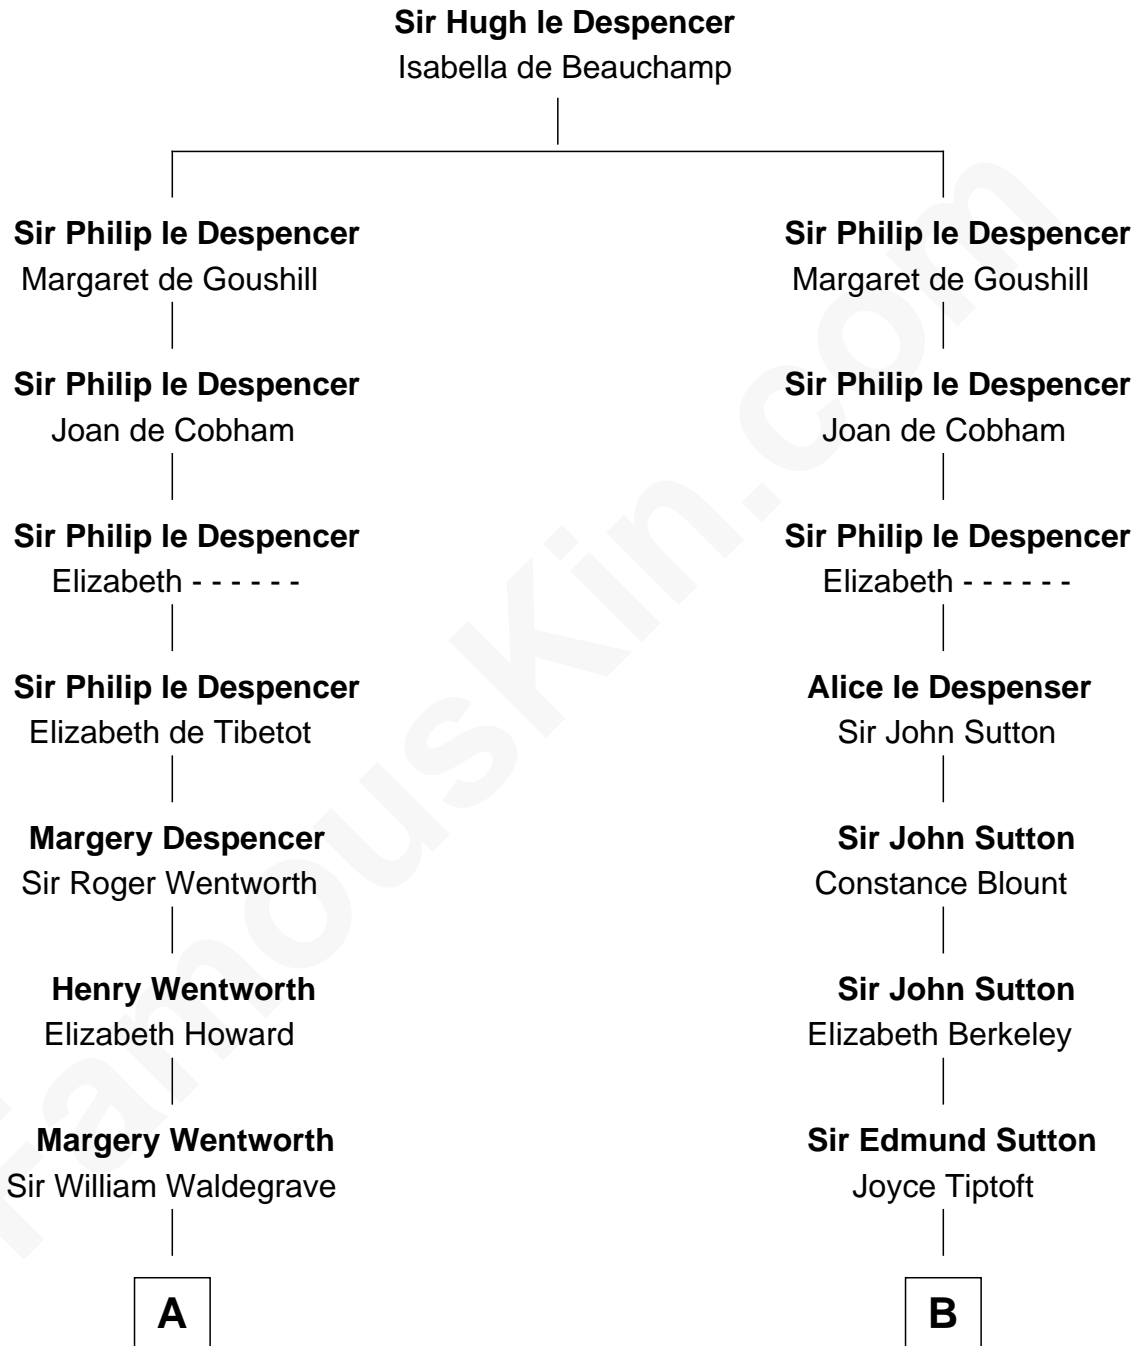 Sir Hugh le Despencer
Isabella de Beauchamp
Sir Philip le Despencer
Margaret de Goushill
Sir Philip le Despencer
Margaret de Goushill
Sir Philip le Despencer
Joan de Cobham
Sir Philip le Despencer
Joan de Cobham
Sir Philip le Despencer
Elizabeth - - - - - -
Sir Philip le Despencer
Elizabeth - - - - - -
Sir Philip le Despencer
Elizabeth de Tibetot
Alice le Despenser
Sir John Sutton
Margery Despencer
Sir Roger Wentworth
Sir John Sutton
Constance Blount
Henry Wentworth
Elizabeth Howard
Sir John Sutton
Elizabeth Berkeley
Margery Wentworth
Sir William Waldegrave
Sir Edmund Sutton
Joyce Tiptoft
A
B
FamousKin.com